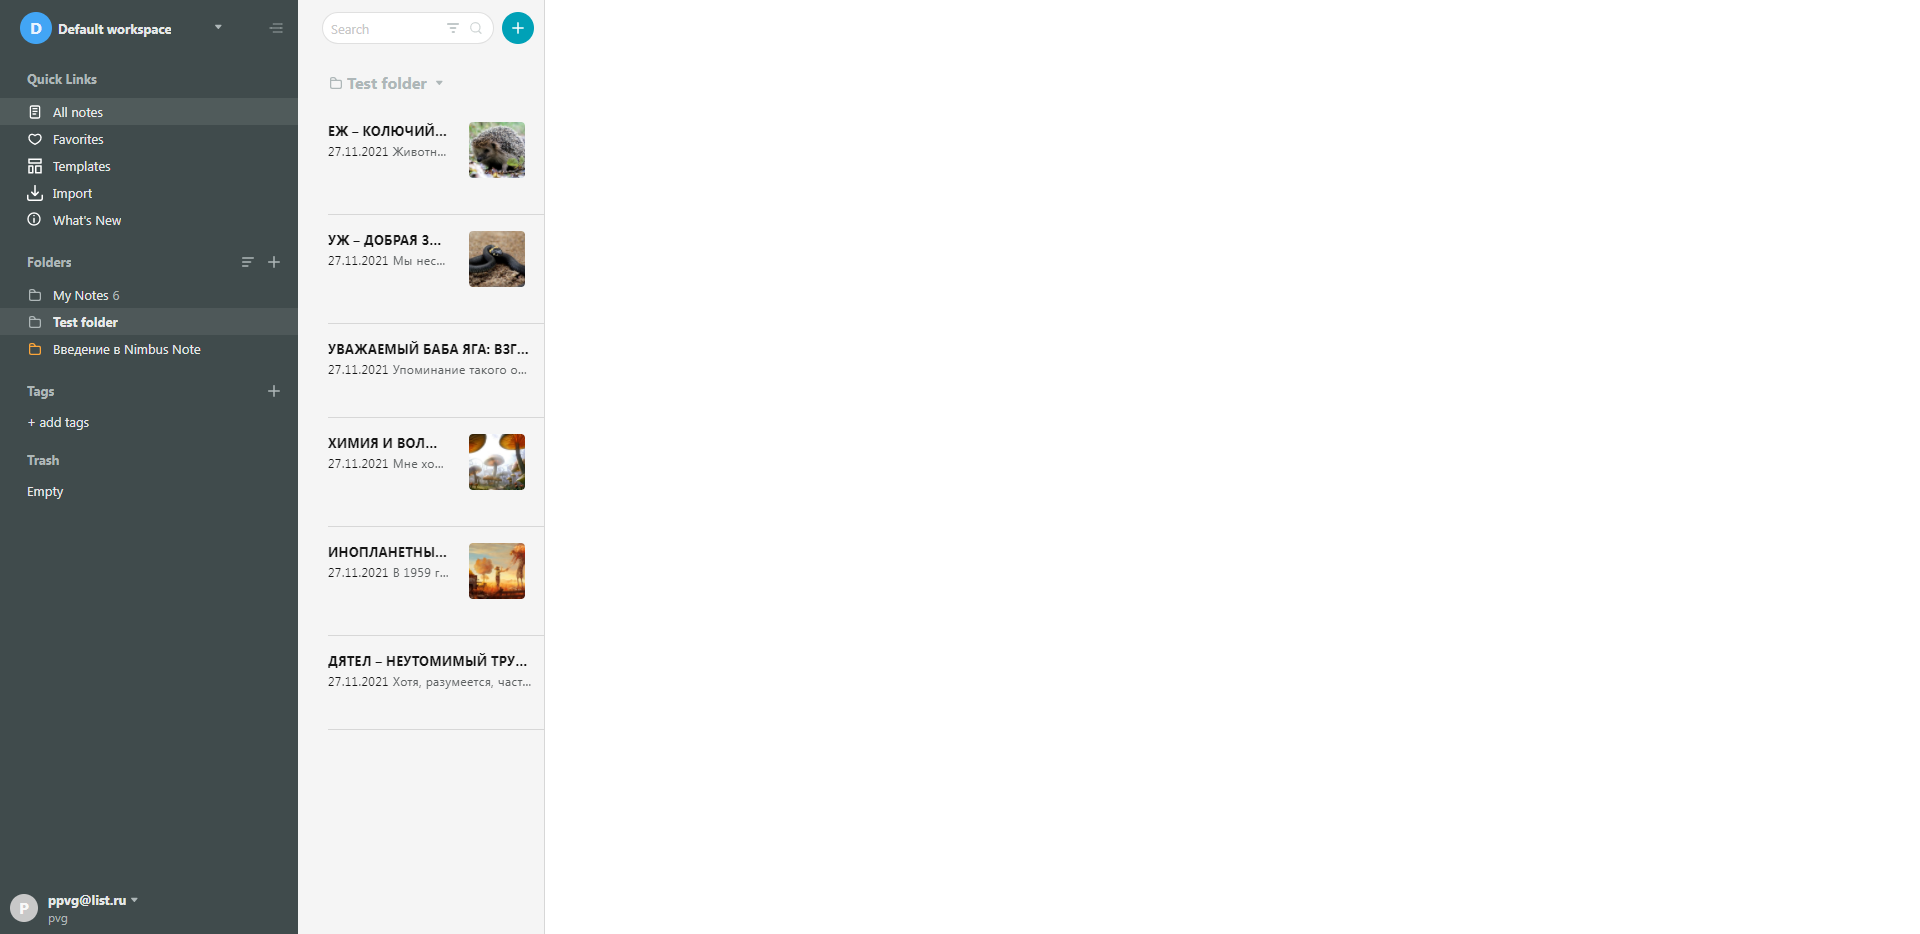 D Default workspace
Quick Links
All notes
Favorites
Templates
Import
What's New
Folders
My Notes 6
Test folder
Введение в Nimbus Note
Tags
+ add tags
Trash
Empty
P ppvg@list.ru
pvg
Search
Test folder
ЕЖ – КОЛЮЧИЙ...
27.11.2021 Животн...
УЖ – ДОБРАЯ З...
27.11.2021 Мы нес...
УВАЖАЕМЫЙ БАБА ЯГА: ВЗГ...
27.11.2021 Упоминание такого о...
ХИМИЯ И ВОЛ...
27.11.2021 Мне хо...
ИНОПЛАНЕТНЫ...
27.11.2021 В 1959 г...
ДЯТЕЛ – НЕУТОМИМЫЙ ТРУ...
27.11.2021 Хотя, разумеется, част...